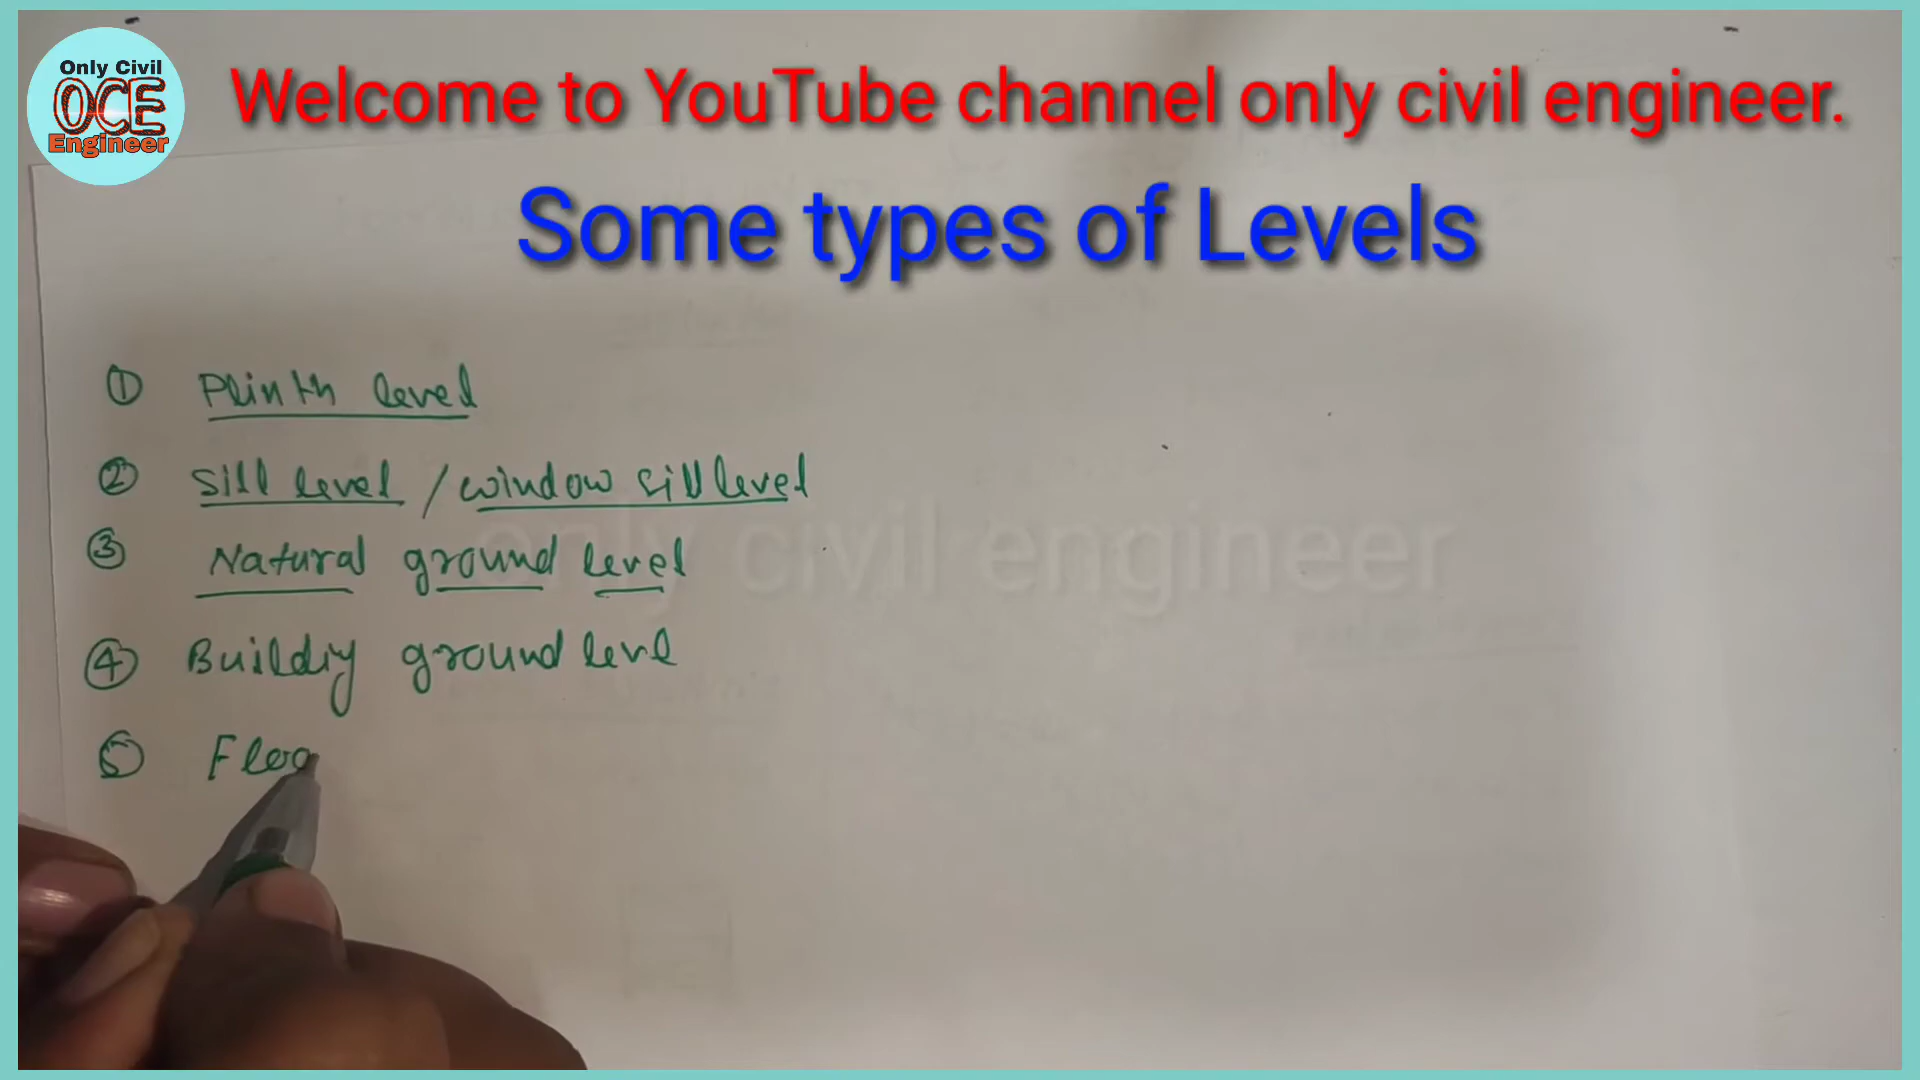 Only Civil
OCE
Engineer
Welcome to YouTube channel only civil engineer.
Some types of Levels
① Plinth level
② Sill level / window sill level
③ Natural ground level
only civil engineer
④ Buildiy ground levl
⑤ Floo